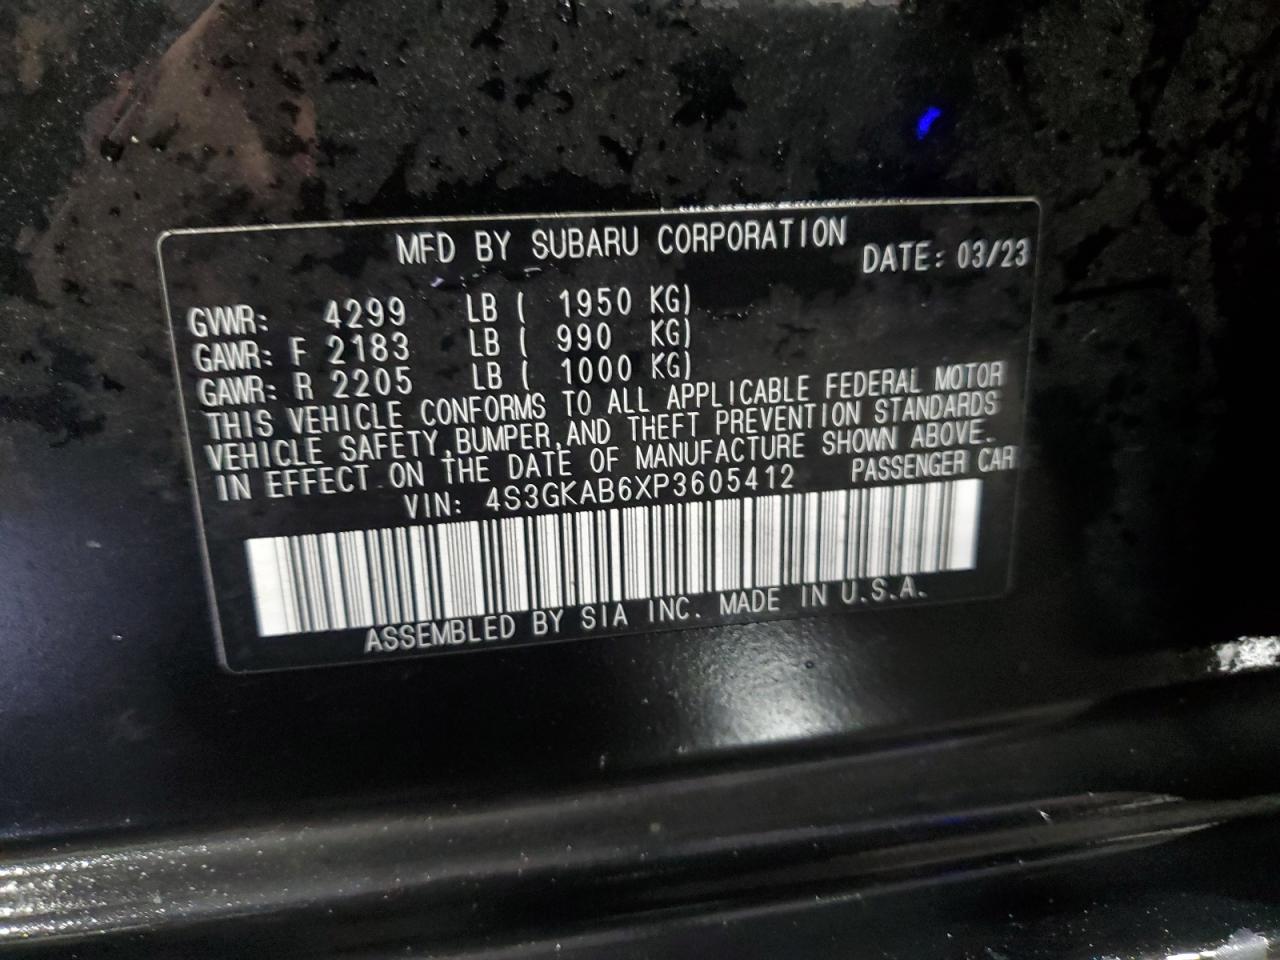 MFD BY SUBARU CORPORATION
DATE: 03/23
GVWR: 4299 LB ( 1950 KG)
GAWR: F 2183 LB ( 990 KG)
GAWR: R 2205 LB ( 1000 KG)
THIS VEHICLE CONFORMS TO ALL APPLICABLE FEDERAL MOTOR
VEHICLE SAFETY,BUMPER,AND THEFT PREVENTION STANDARDS
IN EFFECT ON THE DATE OF MANUFACTURE SHOWN ABOVE.
VIN: 4S3GKAB6XP3605412 PASSENGER CAR
ASSEMBLED BY SIA INC. MADE IN U.S.A.